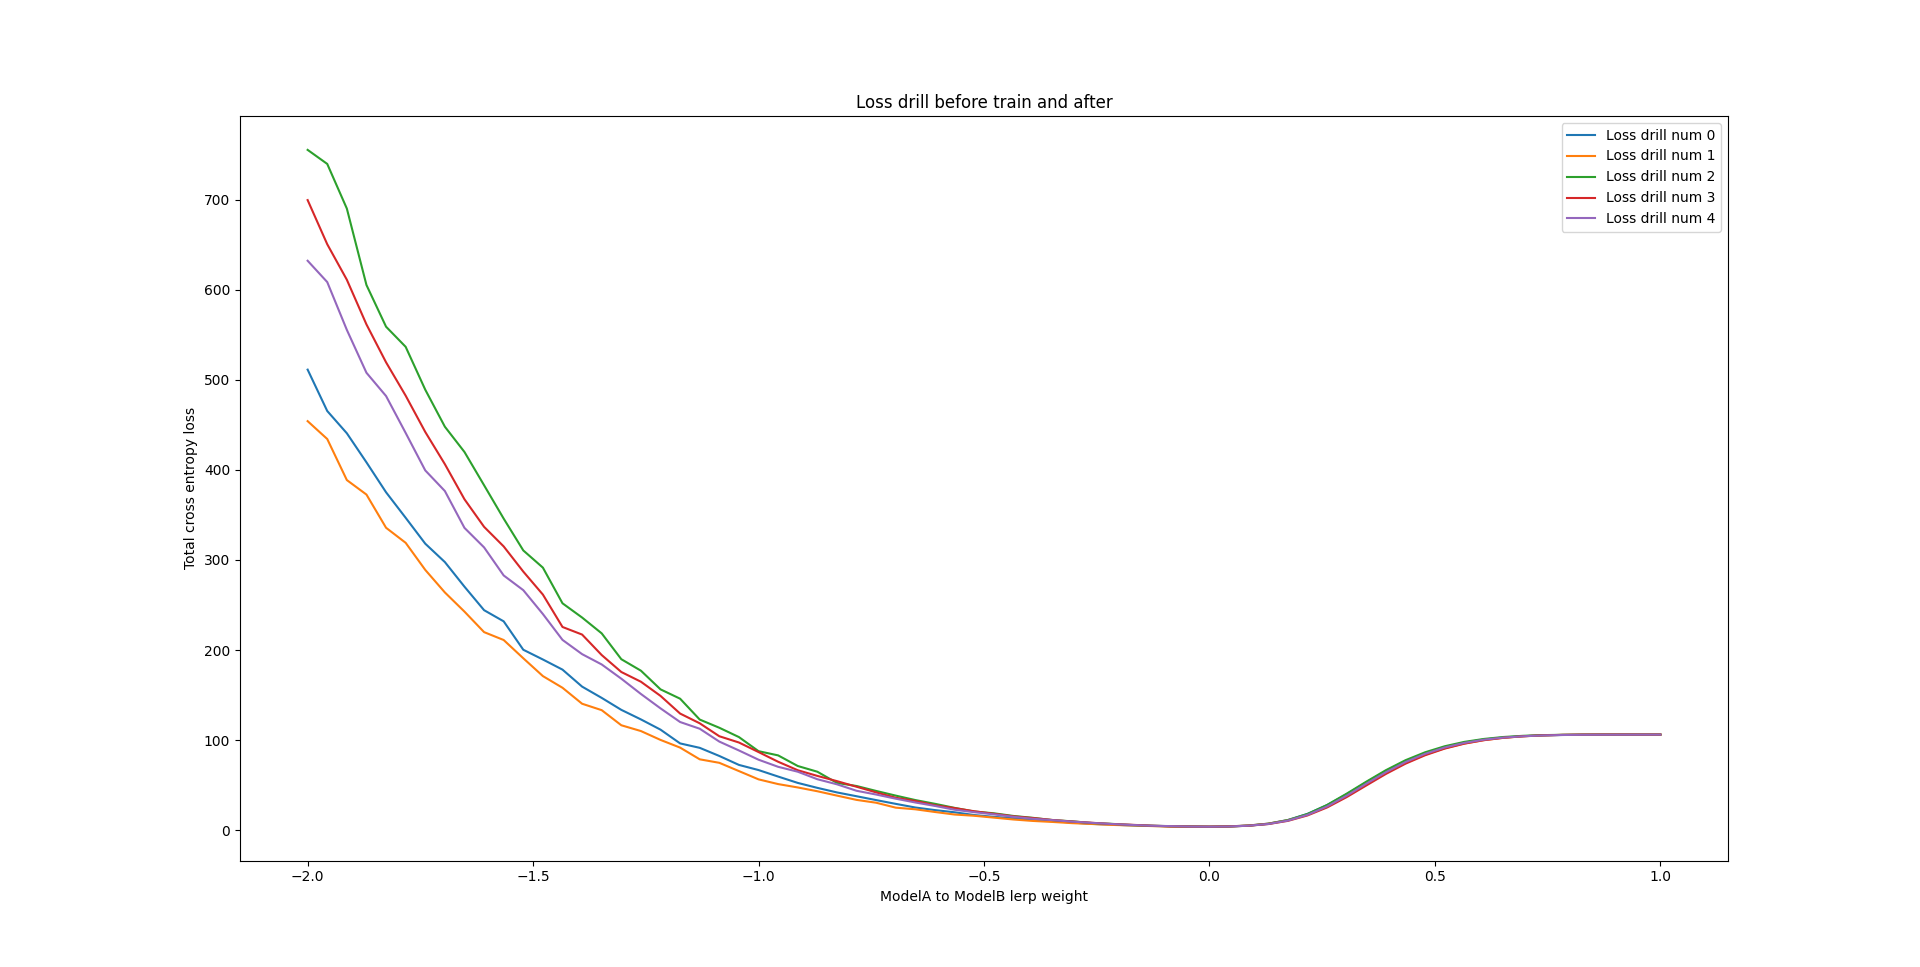 Loss drill before train and after
Loss drill num 0
Loss drill num 1
Loss drill num 2
Loss drill num 3
Loss drill num 4
Total cross entropy loss
700
600
500
400
300
200
100
0
−2.0 −1.5 −1.0 −0.5 0.0 0.5 1.0
ModelA to ModelB lerp weight